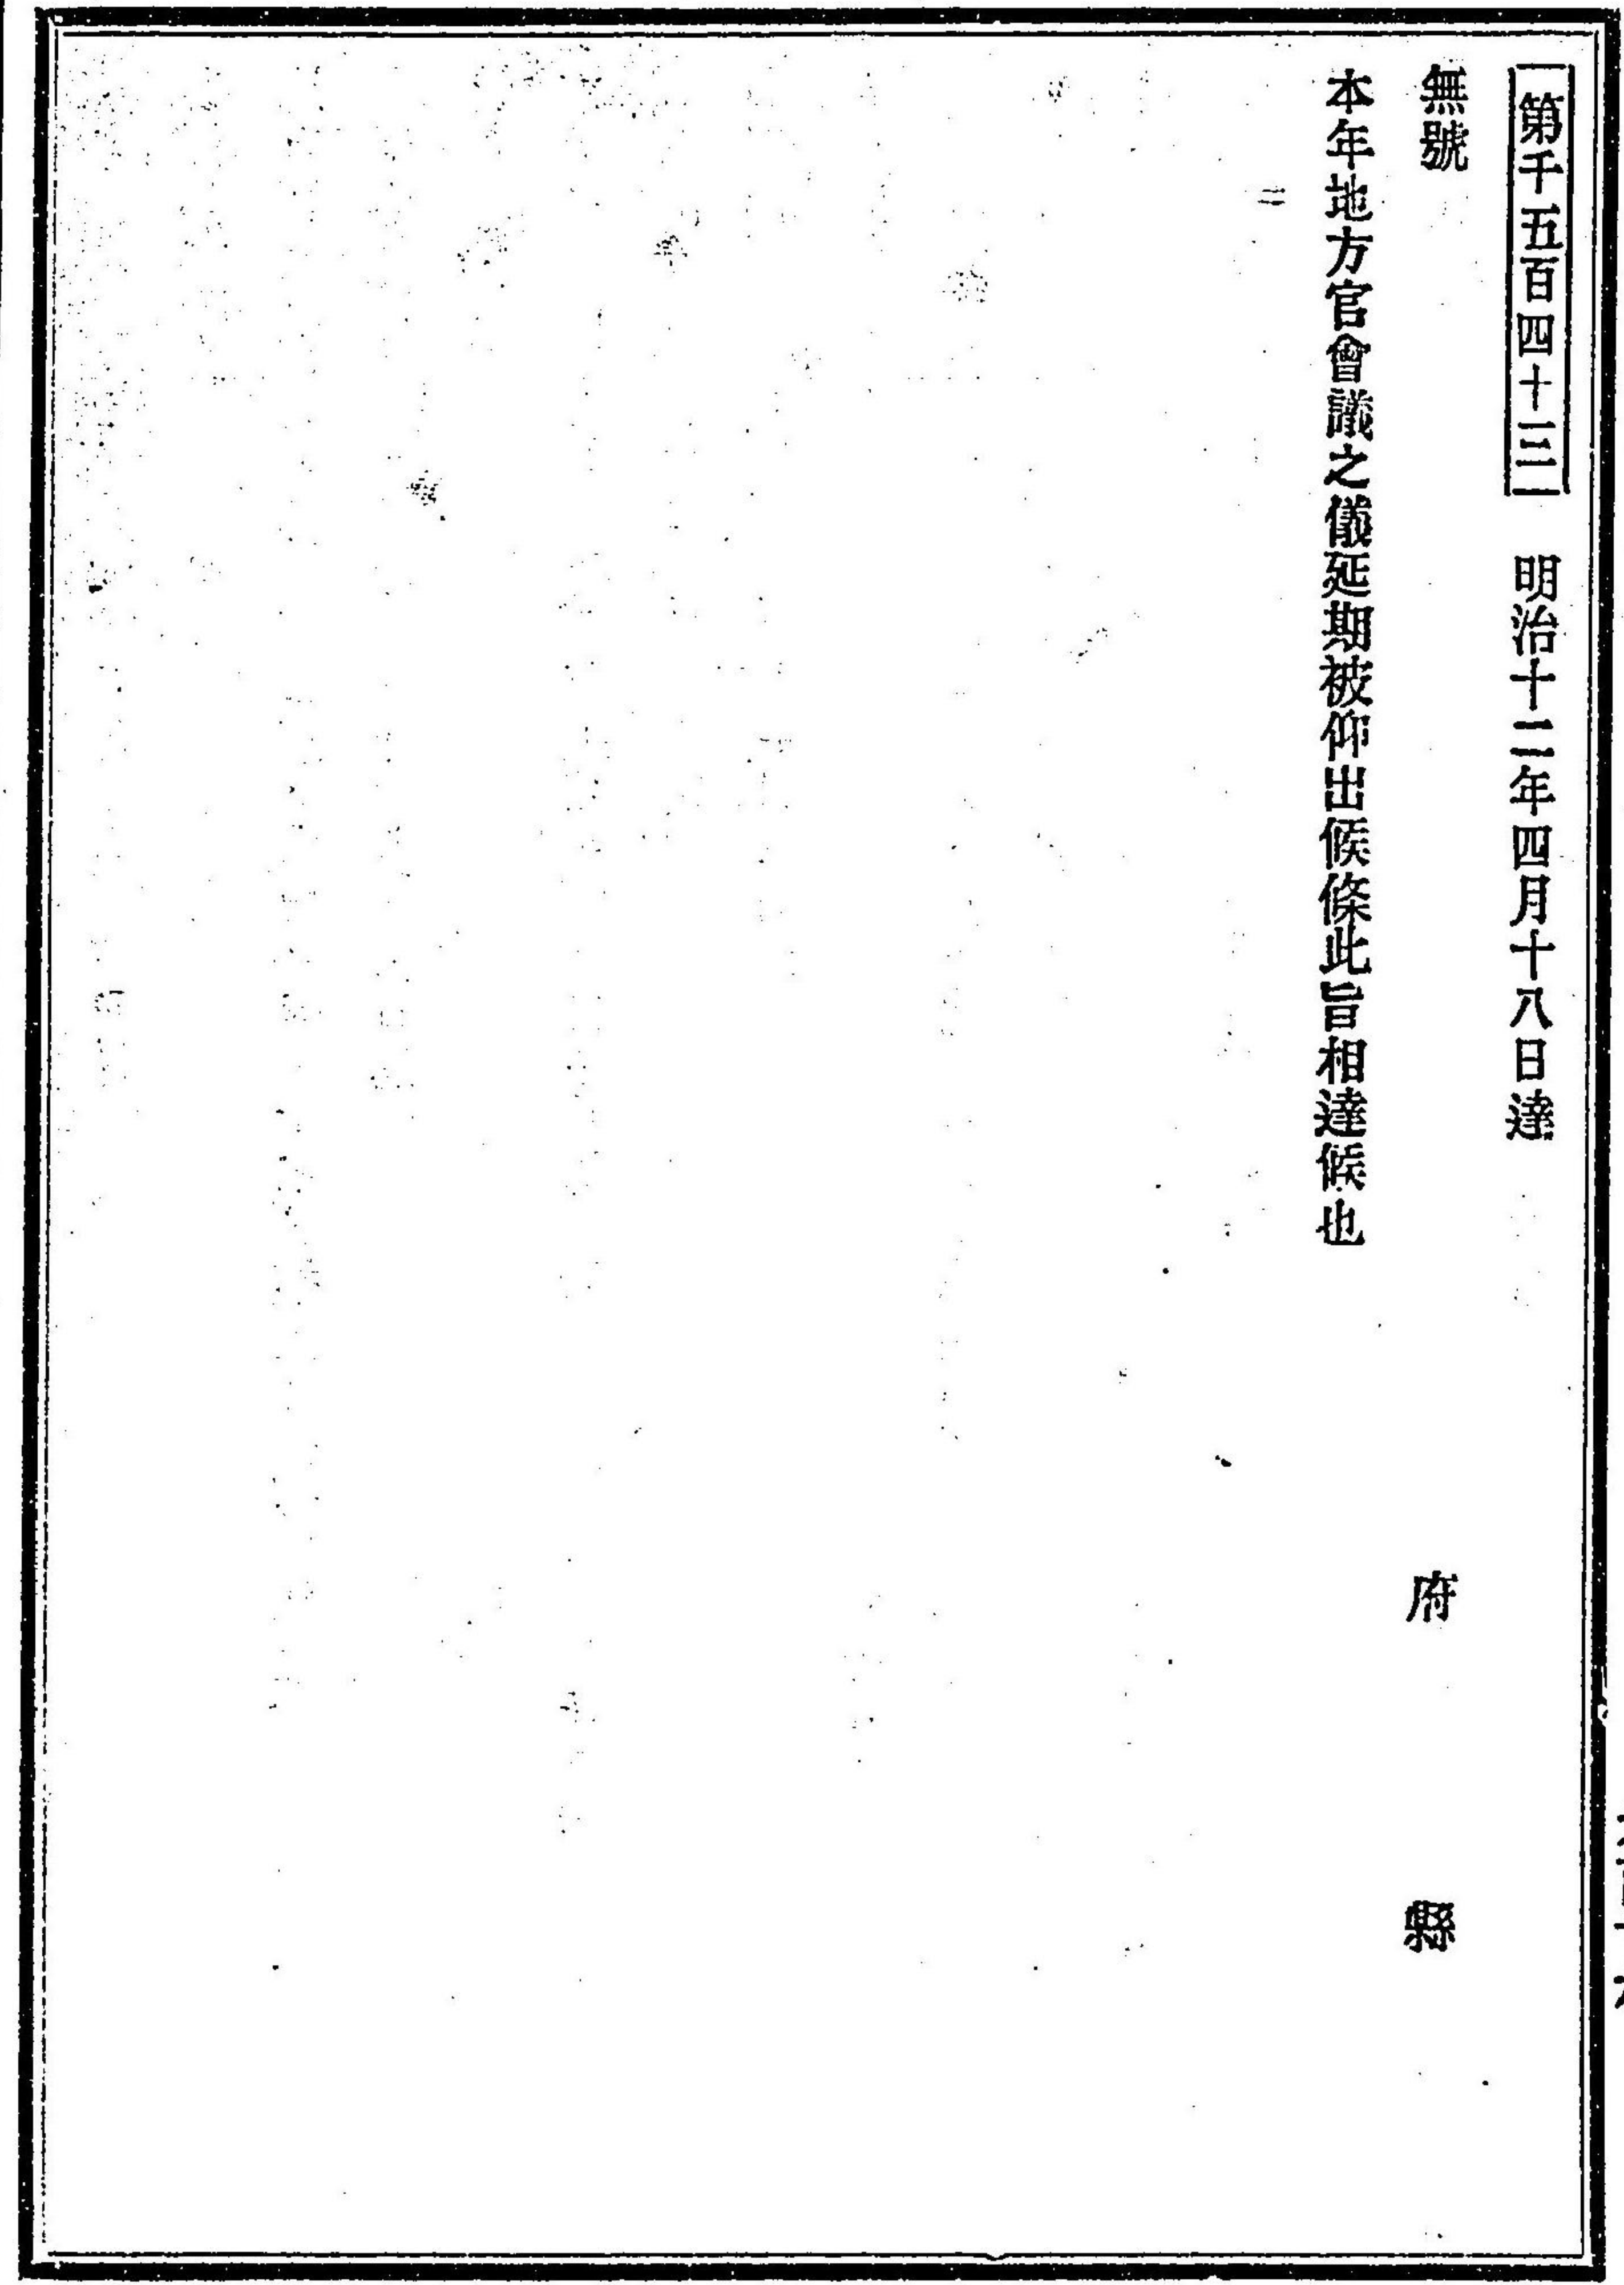 第千五百四十三 明治十二年四月十八日達
無號 府 縣
本年地方官會議之儀延期被仰出候條此旨相達候也